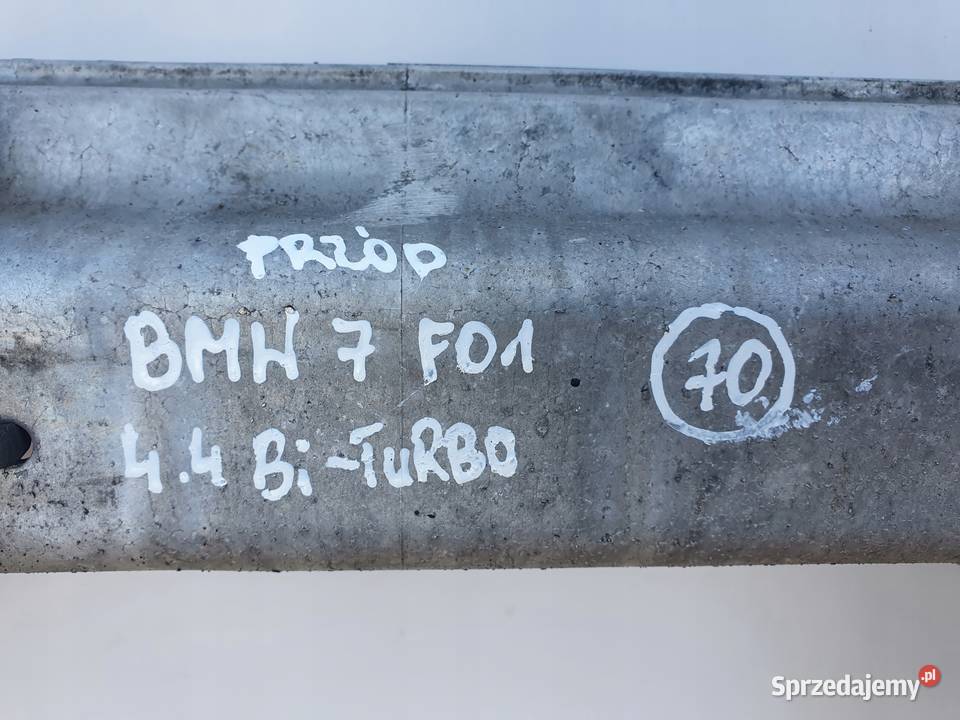 PRZÓD
BMW 7 F01
70
4.4 Bi-TuRBO
Sprzedajemy.pl